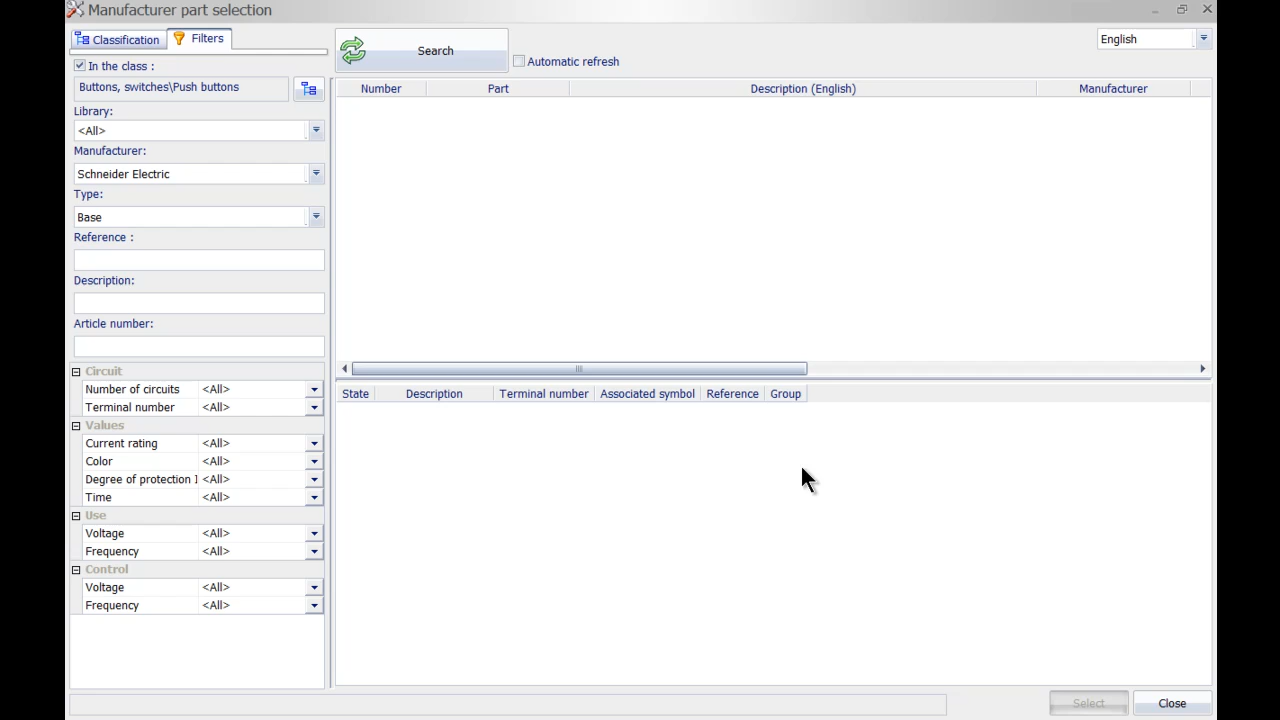 Manufacturer part selection
Classification
Filters
Search
Automatic refresh
English
In the class :
Buttons, switches\Push buttons
Library:
<All>
Manufacturer:
Schneider Electric
Type:
Base
Reference :
Description:
Article number:
Circuit
Number of circuits <All>
Terminal number <All>
Values
Current rating <All>
Color <All>
Degree of protection I <All>
Time <All>
Use
Voltage <All>
Frequency <All>
Control
Voltage <All>
Frequency <All>
Number Part Description (English) Manufacturer
State Description Terminal number Associated symbol Reference Group
Select
Close